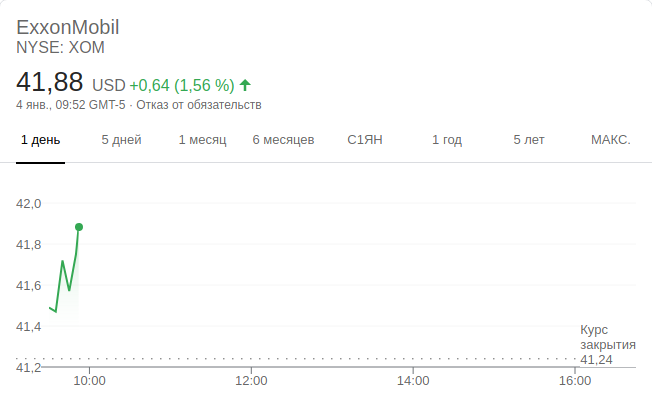 ExxonMobil
NYSE: XOM
41,88 USD +0,64 (1,56 %)
4 янв., 09:52 GMT-5 · Отказ от обязательств
1 день 5 дней 1 месяц 6 месяцев С1ЯН 1 год 5 лет МАКС.
42,0
41,8
41,6
41,4
41,2
Курс
закрытия
41,24
10:00 12:00 14:00 16:00